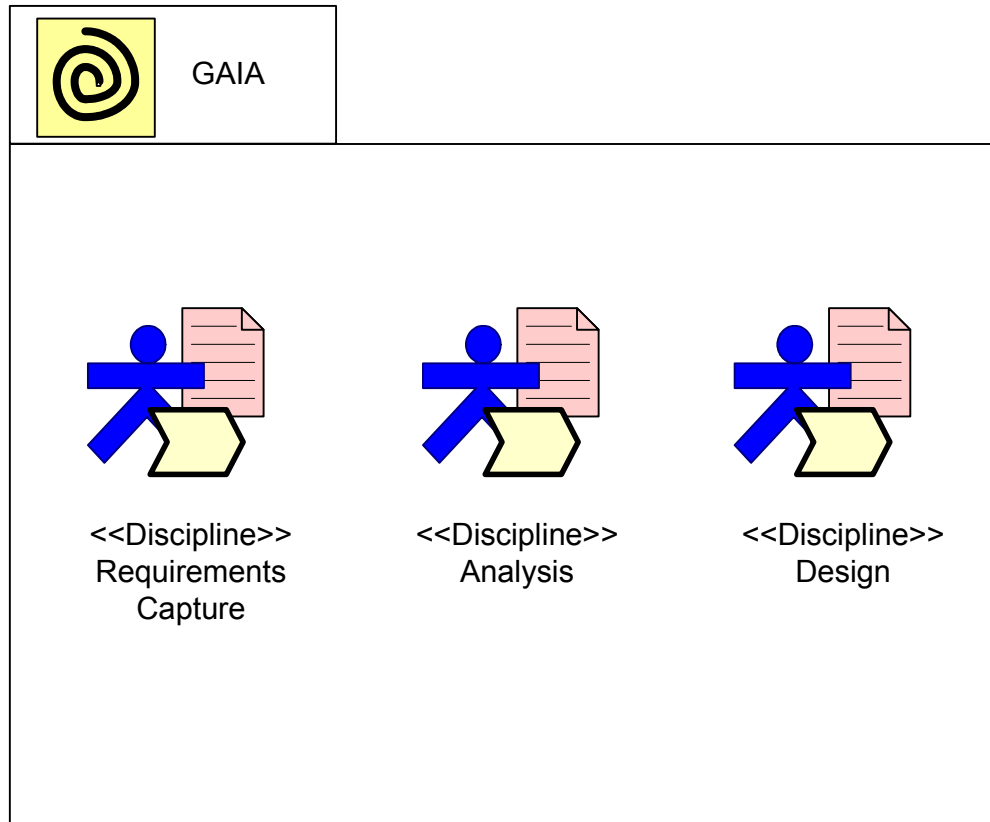 GAIA
<<Discipline>>
Requirements
Capture
<<Discipline>>
Analysis
<<Discipline>>
Design